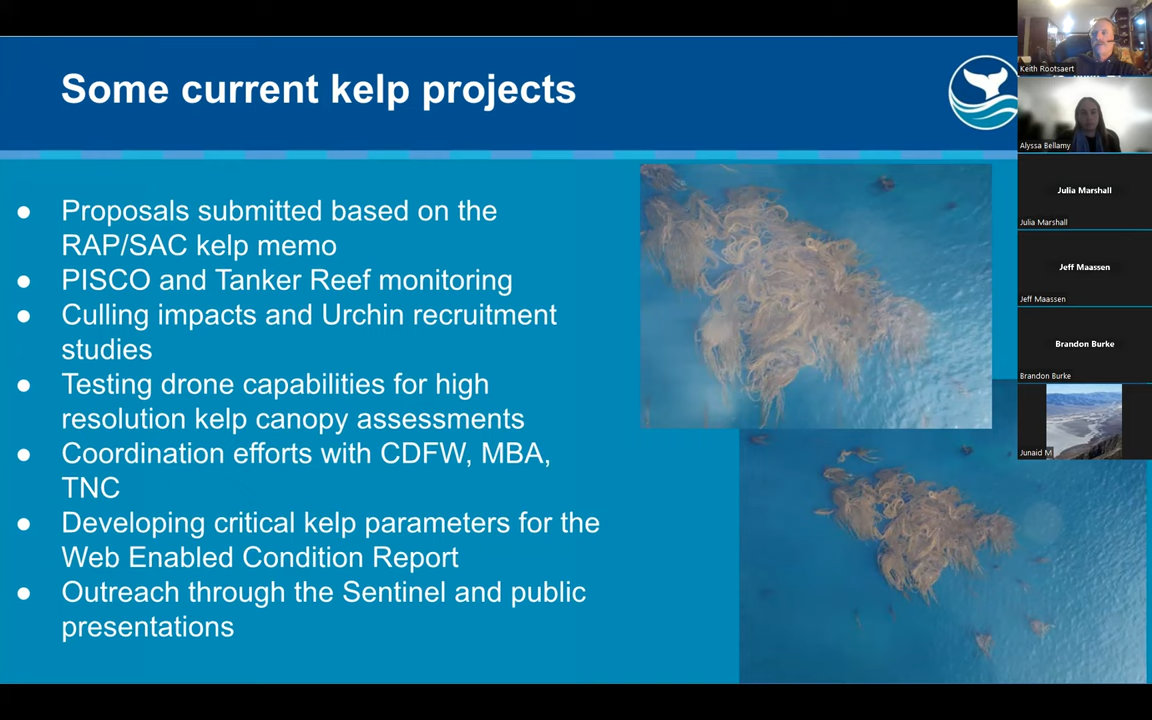 Some current kelp projects
● Proposals submitted based on the
RAP/SAC kelp memo
● PISCO and Tanker Reef monitoring
● Culling impacts and Urchin recruitment
studies
● Testing drone capabilities for high
resolution kelp canopy assessments
● Coordination efforts with CDFW, MBA,
TNC
● Developing critical kelp parameters for the
Web Enabled Condition Report
● Outreach through the Sentinel and public
presentations
Keith Rootsaert
Alyssa Bellamy
Julia Marshall
Julia Marshall
Jeff Maassen
Jeff Maassen
Brandon Burke
Brandon Burke
Junaid M